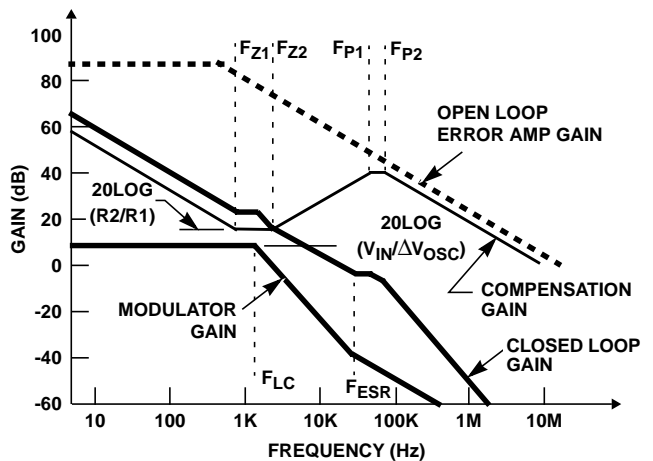 100
80
60
40
20
0
-20
-40
-60
GAIN (dB)
FZ1
FZ2
FP1
FP2
OPEN LOOP
ERROR AMP GAIN
20LOG
(R2/R1)
20LOG
(VIN/ΔVOSC)
MODULATOR
GAIN
COMPENSATION
GAIN
CLOSED LOOP
GAIN
FLC
FESR
10
100
1K
10K
100K
1M
10M
FREQUENCY (Hz)